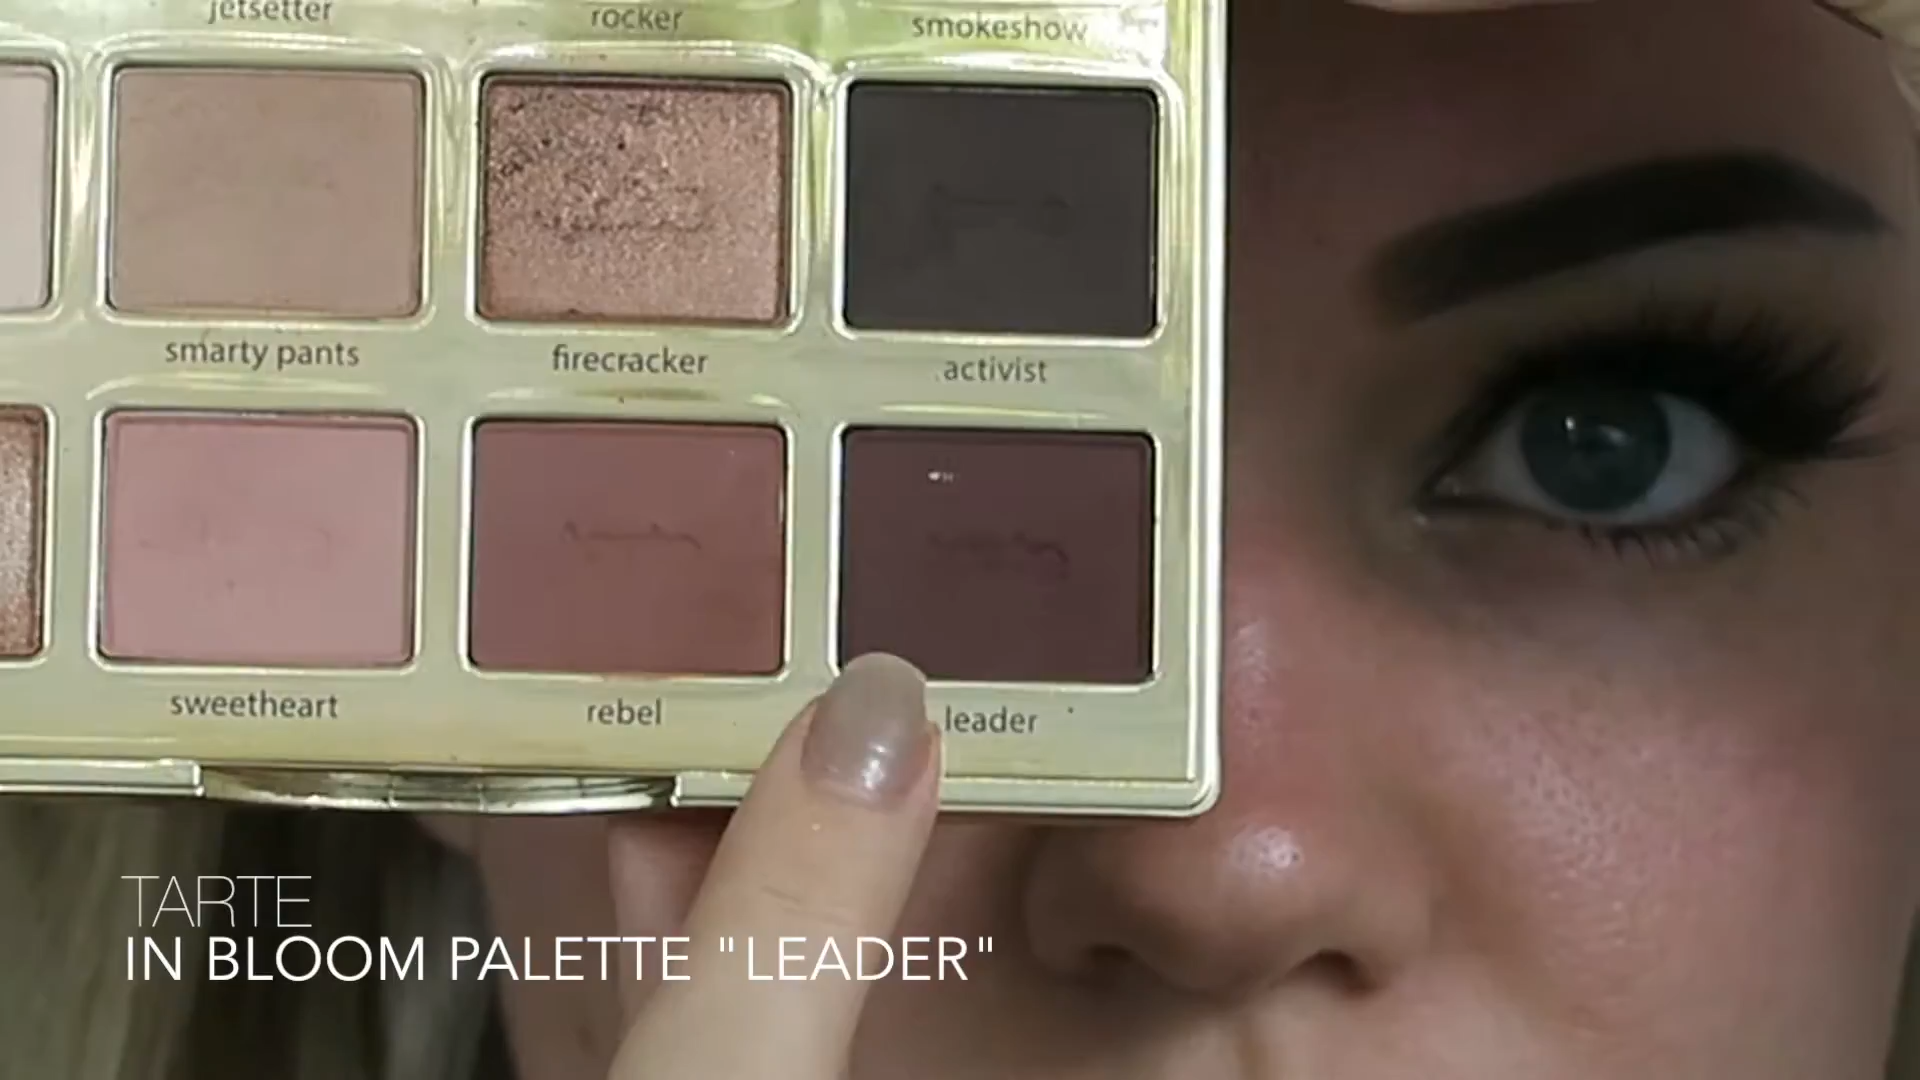 jetsetter rocker smokeshow
smarty pants firecracker activist
sweetheart rebel leader
TARTE
IN BLOOM PALETTE "LEADER"